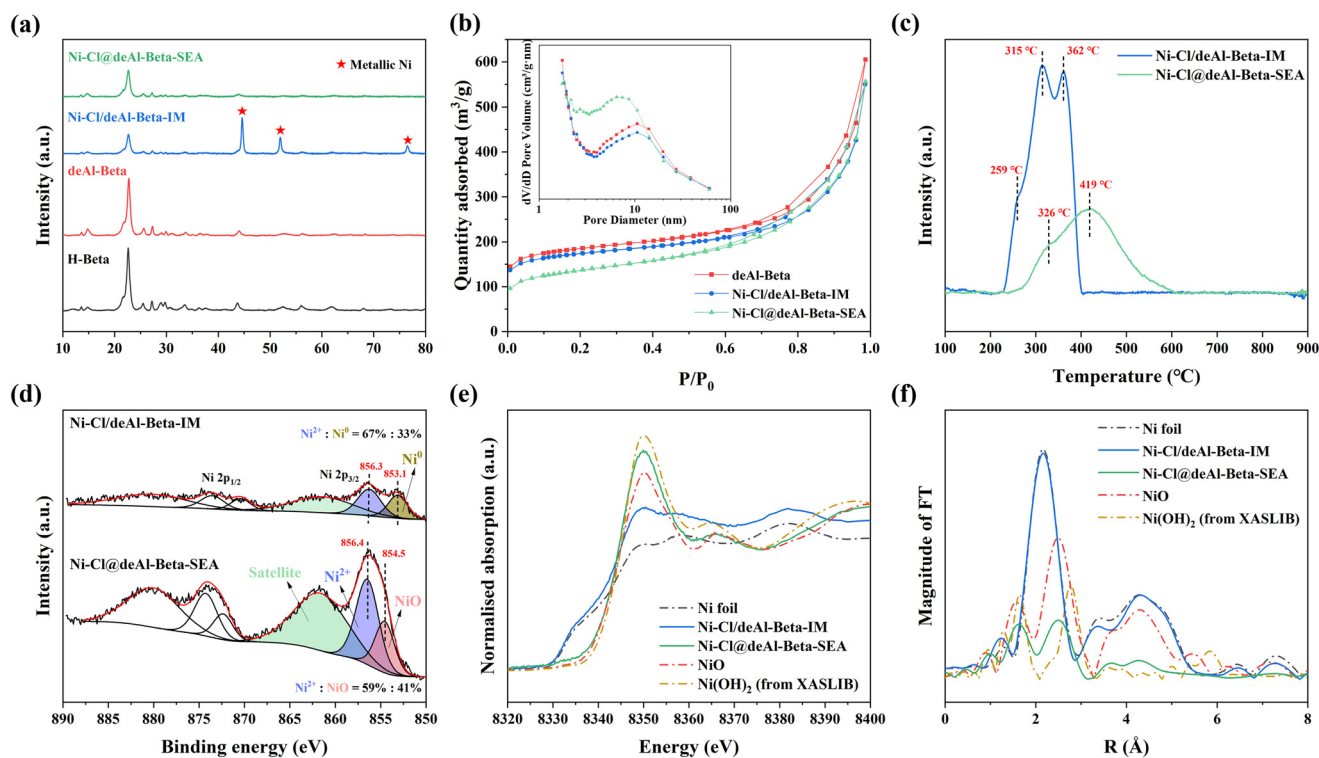 (a)
Ni-Cl@deAl-Beta-SEA
★ Metallic Ni
Ni-Cl/deAl-Beta-IM
deAl-Beta
H-Beta
Intensity (a.u.)
10 20 30 40 50 60 70 80
(b)
Quantity adsorbed (m³/g)
650
600
550
500
450
400
350
300
250
200
150
100
50
0
dV/dD Pore Volume (cm³/g·nm)
1 10 100
Pore Diameter (nm)
deAl-Beta
Ni-Cl/deAl-Beta-IM
Ni-Cl@deAl-Beta-SEA
0.0 0.2 0.4 0.6 0.8 1.0
P/P₀
(c)
315 ℃ 362 ℃
Ni-Cl/deAl-Beta-IM
Ni-Cl@deAl-Beta-SEA
259 ℃
326 ℃
419 ℃
Intensity (a.u.)
100 200 300 400 500 600 700 800 900
Temperature (℃)
(d)
Ni-Cl/deAl-Beta-IM
Ni²⁺ : Ni⁰ = 67% : 33%
Ni 2p₁/₂
Ni 2p₃/₂
856.3
853.1
Ni⁰
Ni-Cl@deAl-Beta-SEA
856.4
854.5
Satellite
Ni²⁺
NiO
Ni²⁺ : NiO = 59% : 41%
Intensity (a.u.)
890 885 880 875 870 865 860 855 850
Binding energy (eV)
(e)
Normalised absorption (a.u.)
Ni foil
Ni-Cl/deAl-Beta-IM
Ni-Cl@deAl-Beta-SEA
NiO
Ni(OH)₂ (from XASLIB)
8320 8330 8340 8350 8360 8370 8380 8390 8400
Energy (eV)
(f)
Magnitude of FT
Ni foil
Ni-Cl/deAl-Beta-IM
Ni-Cl@deAl-Beta-SEA
NiO
Ni(OH)₂ (from XASLIB)
0 2 4 6 8
R (Å)